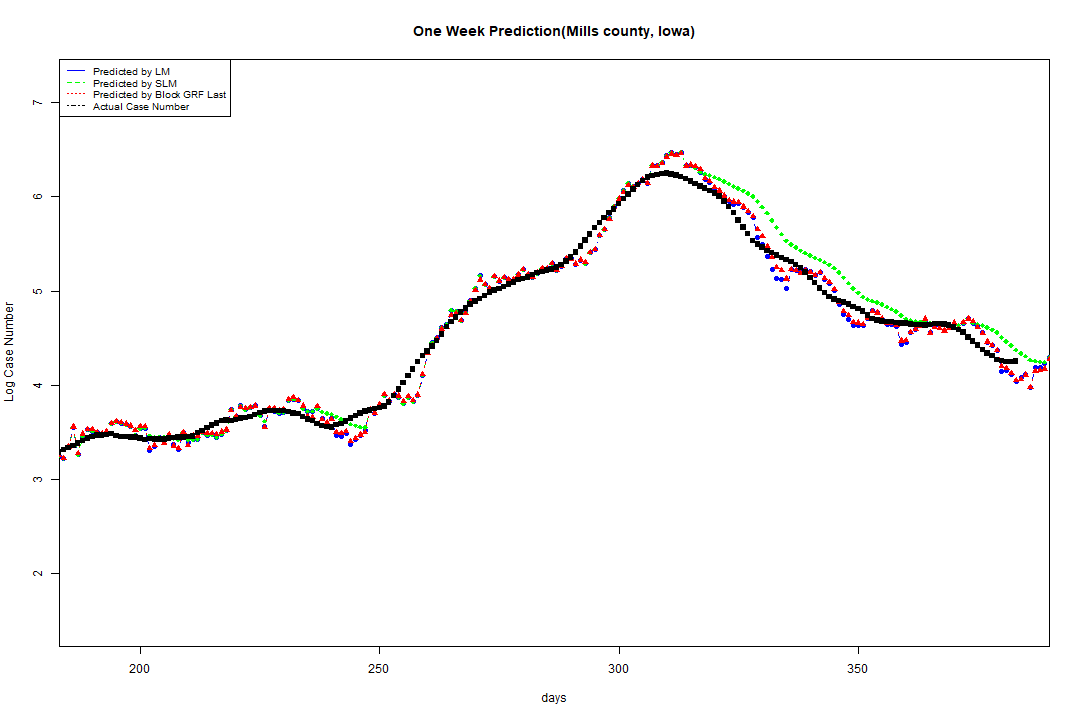 One Week Prediction(Mills county, Iowa)
Predicted by LM
Predicted by SLM
Predicted by Block GRF Last
Actual Case Number
7
6
5
4
3
2
Log Case Number
200 250 300 350
days